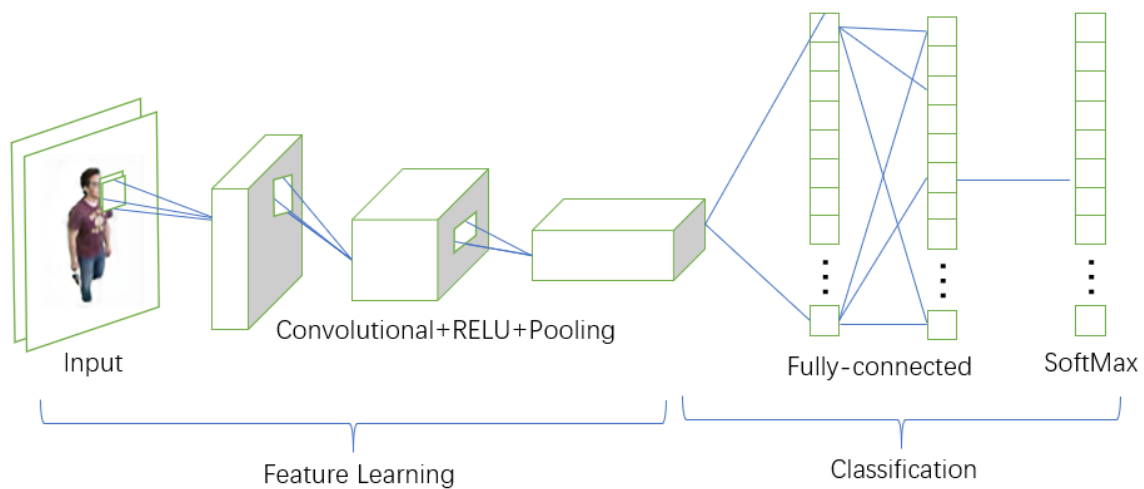 Input
Convolutional+RELU+Pooling
Fully-connected
SoftMax
Feature Learning
Classification